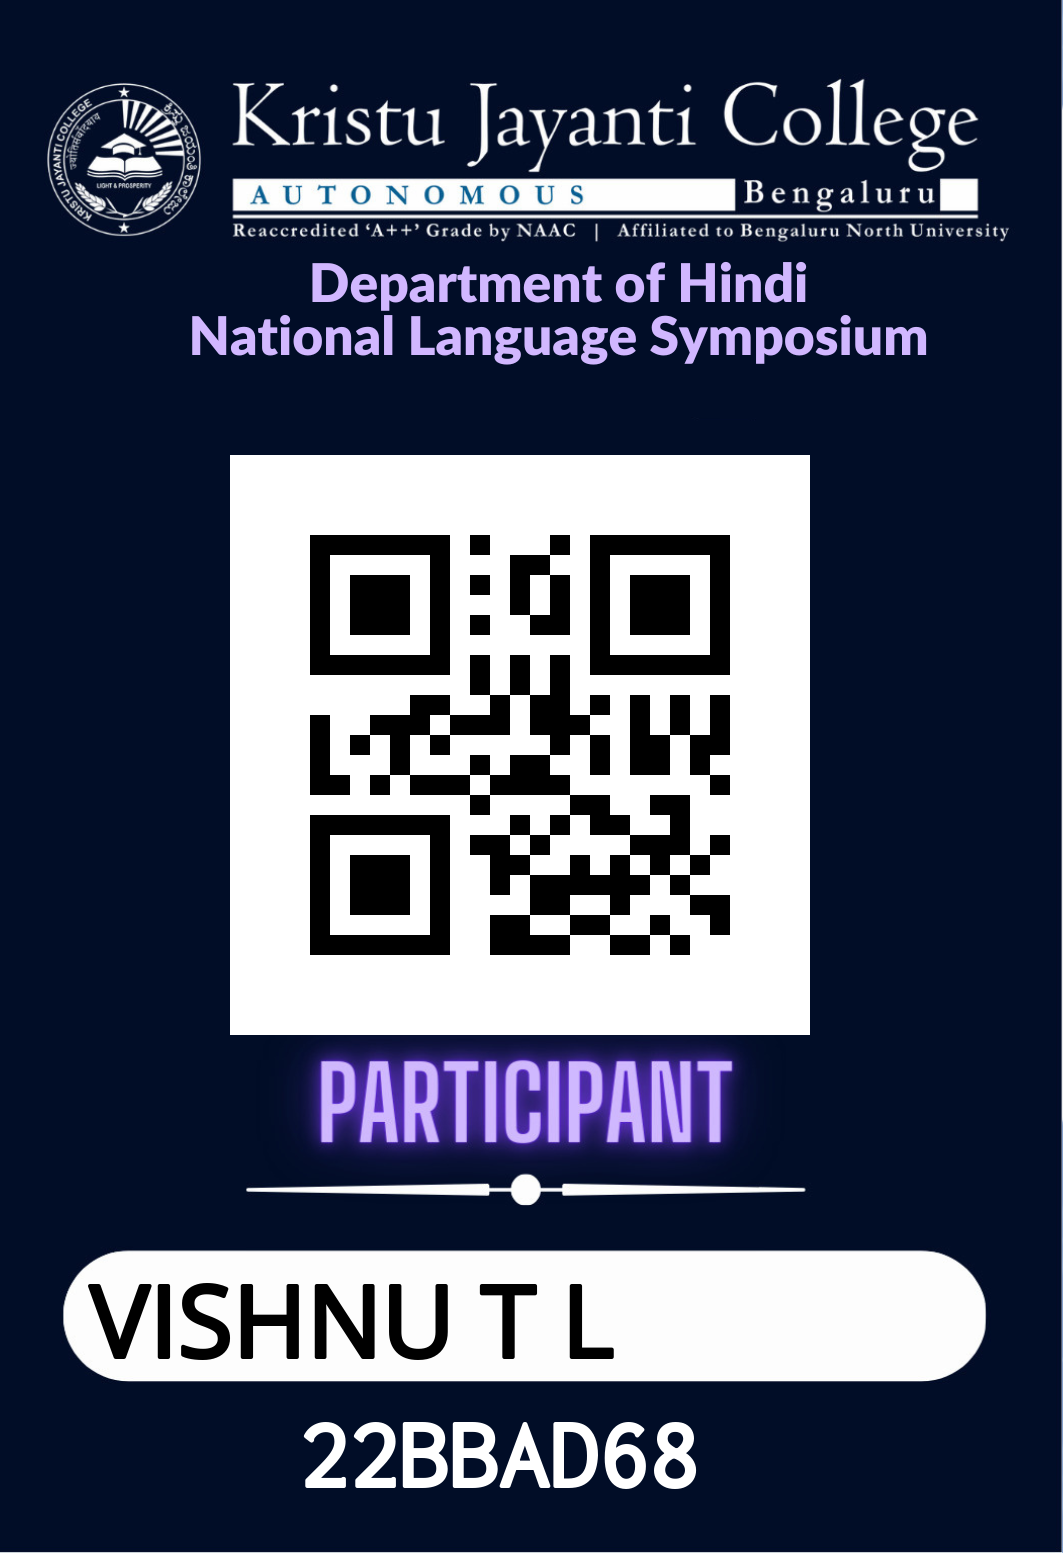 Kristu Jayanti College
AUTONOMOUS Bengaluru
Reaccredited ‘A++’ Grade by NAAC | Affiliated to Bengaluru North University
KRISTU JAYANTI COLLEGE
LIGHT & PROSPERITY
Department of Hindi
National Language Symposium
PARTICIPANT
VISHNU T L
22BBAD68